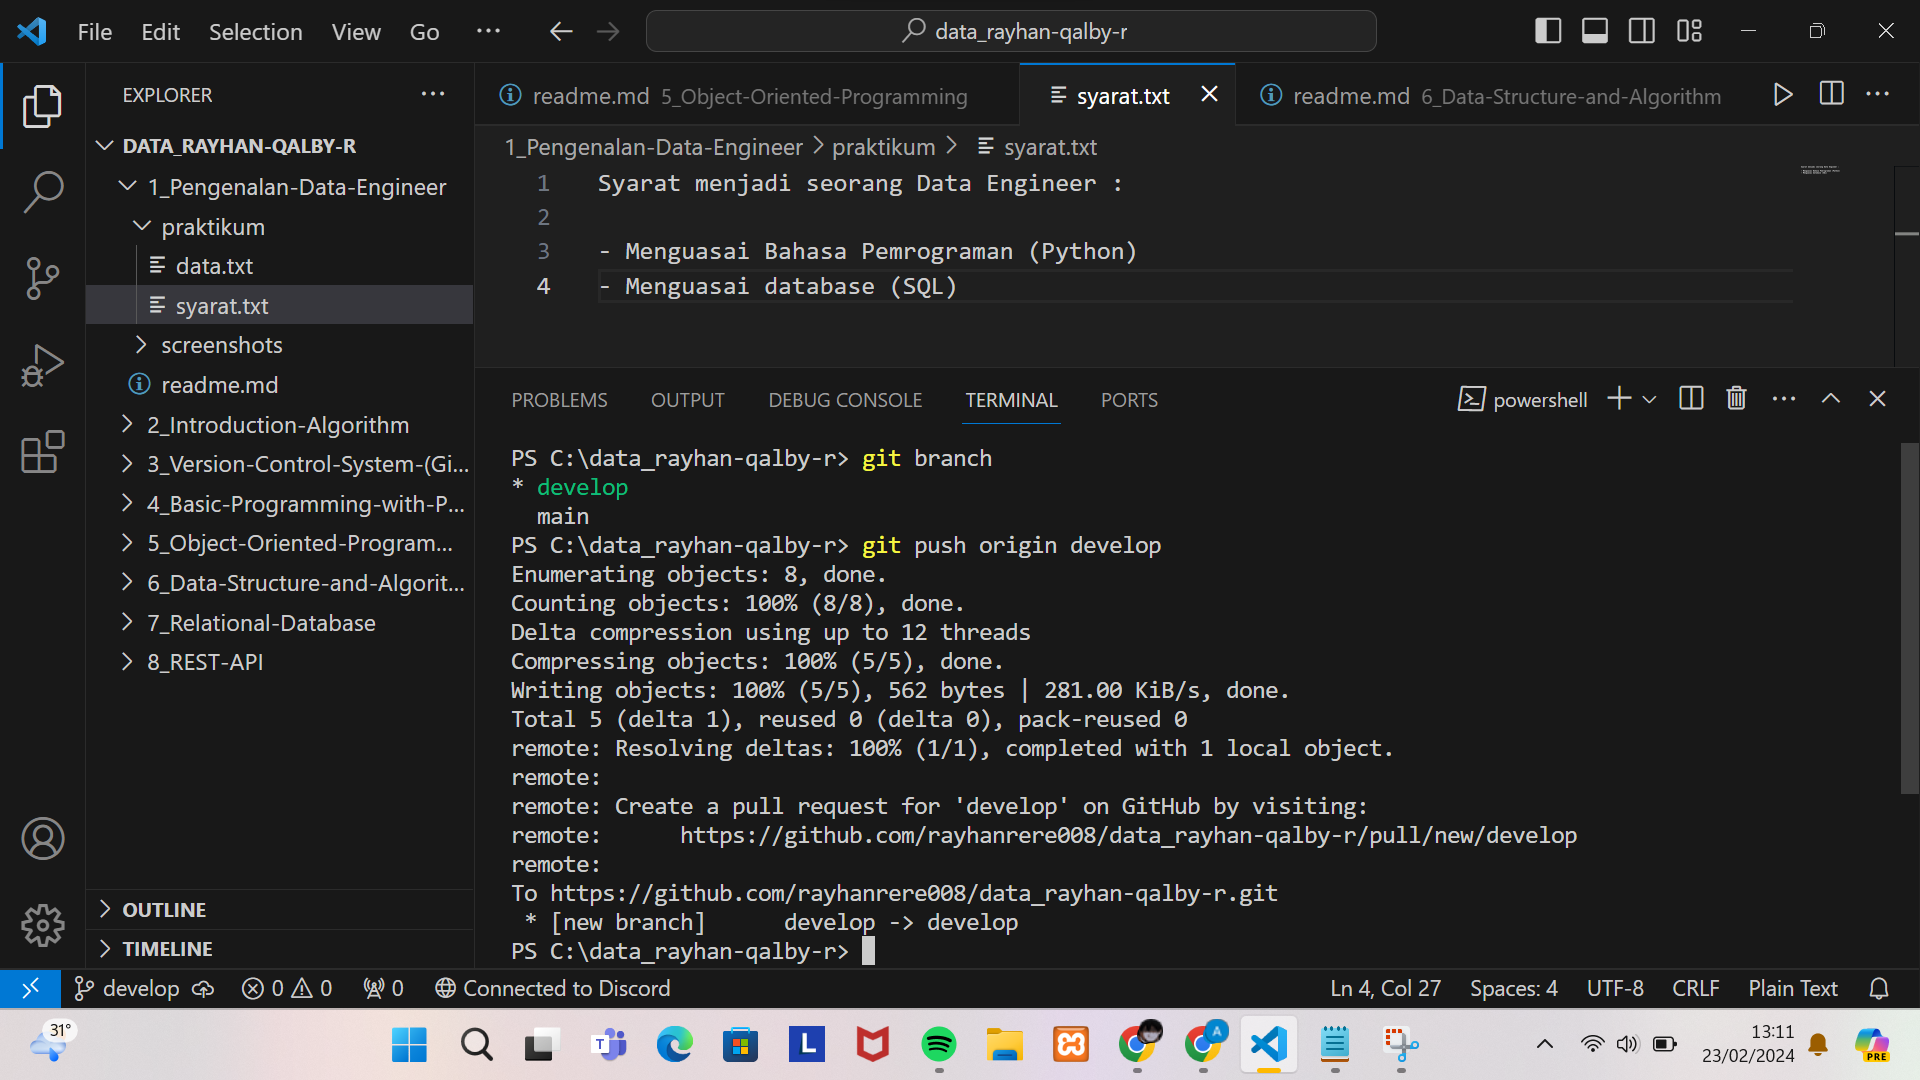 File Edit Selection View Go ···
data_rayhan-qalby-r
EXPLORER
DATA_RAYHAN-QALBY-R
1_Pengenalan-Data-Engineer
praktikum
data.txt
syarat.txt
screenshots
readme.md
2_Introduction-Algorithm
3_Version-Control-System-(Gi...
4_Basic-Programming-with-P...
5_Object-Oriented-Program...
6_Data-Structure-and-Algorit...
7_Relational-Database
8_REST-API
OUTLINE
TIMELINE
readme.md 5_Object-Oriented-Programming
syarat.txt
readme.md 6_Data-Structure-and-Algorithm
1_Pengenalan-Data-Engineer > praktikum > syarat.txt
1 Syarat menjadi seorang Data Engineer :
2
3 - Menguasai Bahasa Pemrograman (Python)
4 - Menguasai database (SQL)
PROBLEMS OUTPUT DEBUG CONSOLE TERMINAL PORTS
powershell
PS C:\data_rayhan-qalby-r> git branch
* develop
main
PS C:\data_rayhan-qalby-r> git push origin develop
Enumerating objects: 8, done.
Counting objects: 100% (8/8), done.
Delta compression using up to 12 threads
Compressing objects: 100% (5/5), done.
Writing objects: 100% (5/5), 562 bytes | 281.00 KiB/s, done.
Total 5 (delta 1), reused 0 (delta 0), pack-reused 0
remote: Resolving deltas: 100% (1/1), completed with 1 local object.
remote:
remote: Create a pull request for 'develop' on GitHub by visiting:
remote:      https://github.com/rayhanrere008/data_rayhan-qalby-r/pull/new/develop
remote:
To https://github.com/rayhanrere008/data_rayhan-qalby-r.git
* [new branch]      develop -> develop
PS C:\data_rayhan-qalby-r>
develop 0 0 0 Connected to Discord
Ln 4, Col 27 Spaces: 4 UTF-8 CRLF Plain Text
31°
T
L
A
13:11
23/02/2024
PRE